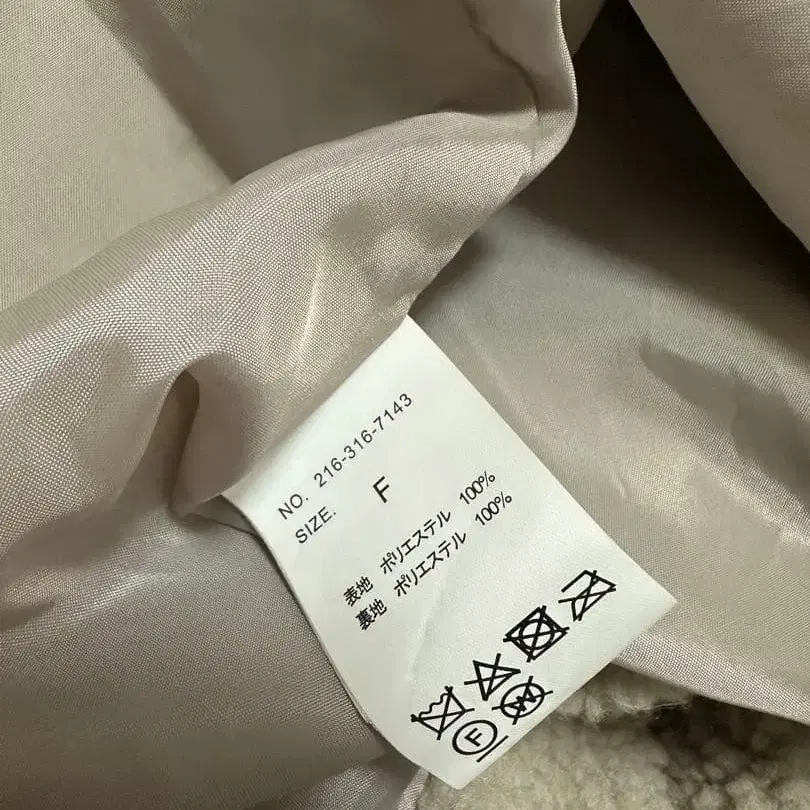 NO. 216-316-7143
SIZE. F
表地 ポリエステル 100%
裏地 ポリエステル 100%
F W